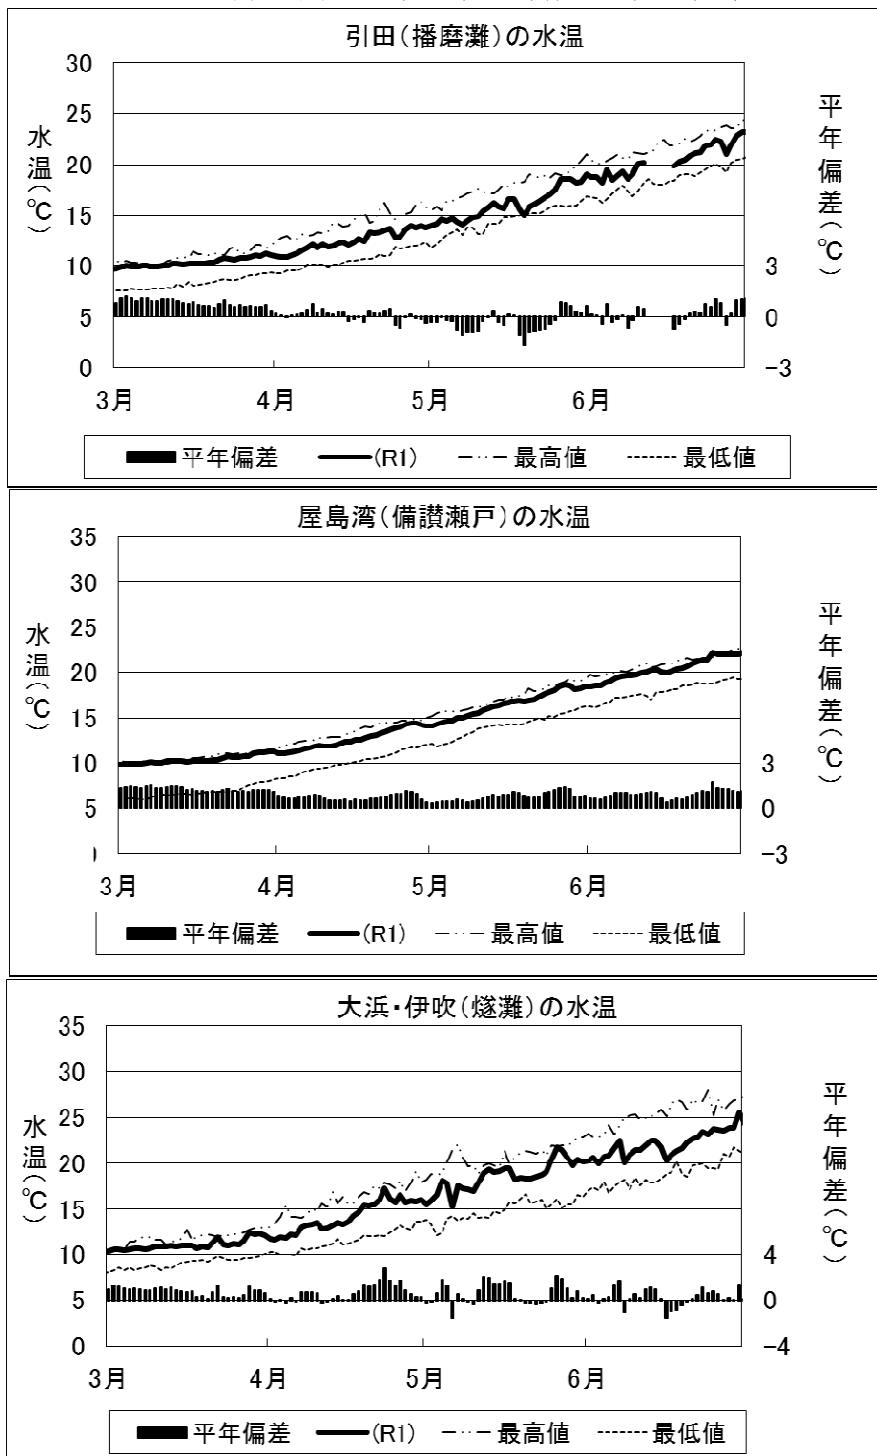 引田(播磨灘)の水温
30
25
20
15
10
5
0
水温(℃)
平年偏差(℃)
3
0
−3
3月 4月 5月 6月
平年偏差 (R1) 最高値 最低値
屋島湾(備讃瀬戸)の水温
35
30
25
20
15
10
5
水温(℃)
平年偏差(℃)
3
0
−3
3月 4月 5月 6月
平年偏差 (R1) 最高値 最低値
大浜・伊吹(燧灘)の水温
35
30
25
20
15
10
5
0
水温(℃)
平年偏差(℃)
4
0
−4
3月 4月 5月 6月
平年偏差 (R1) 最高値 最低値